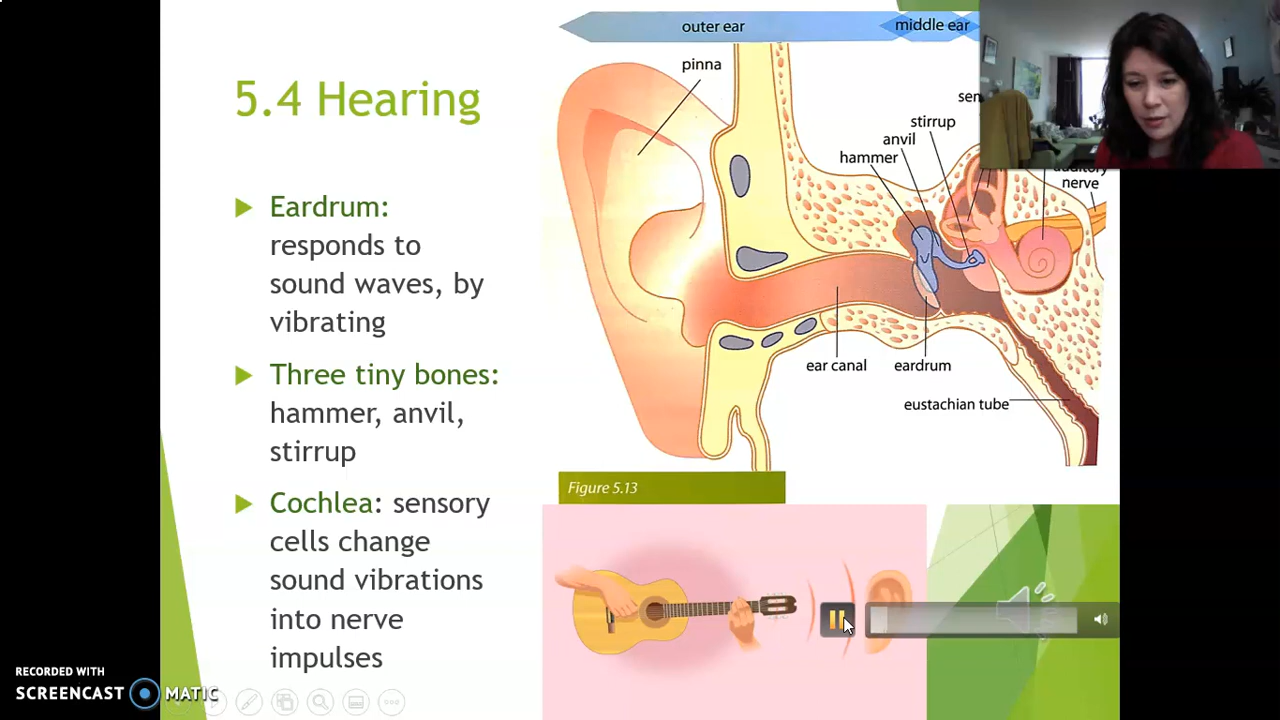 5.4 Hearing
Eardrum:
responds to
sound waves, by
vibrating
Three tiny bones:
hammer, anvil,
stirrup
Cochlea: sensory
cells change
sound vibrations
into nerve
impulses
outer ear
middle ear
pinna
sen
stirrup
anvil
hammer
auditory
nerve
ear canal
eardrum
eustachian tube
Figure 5.13
RECORDED WITH
SCREENCAST MATIC